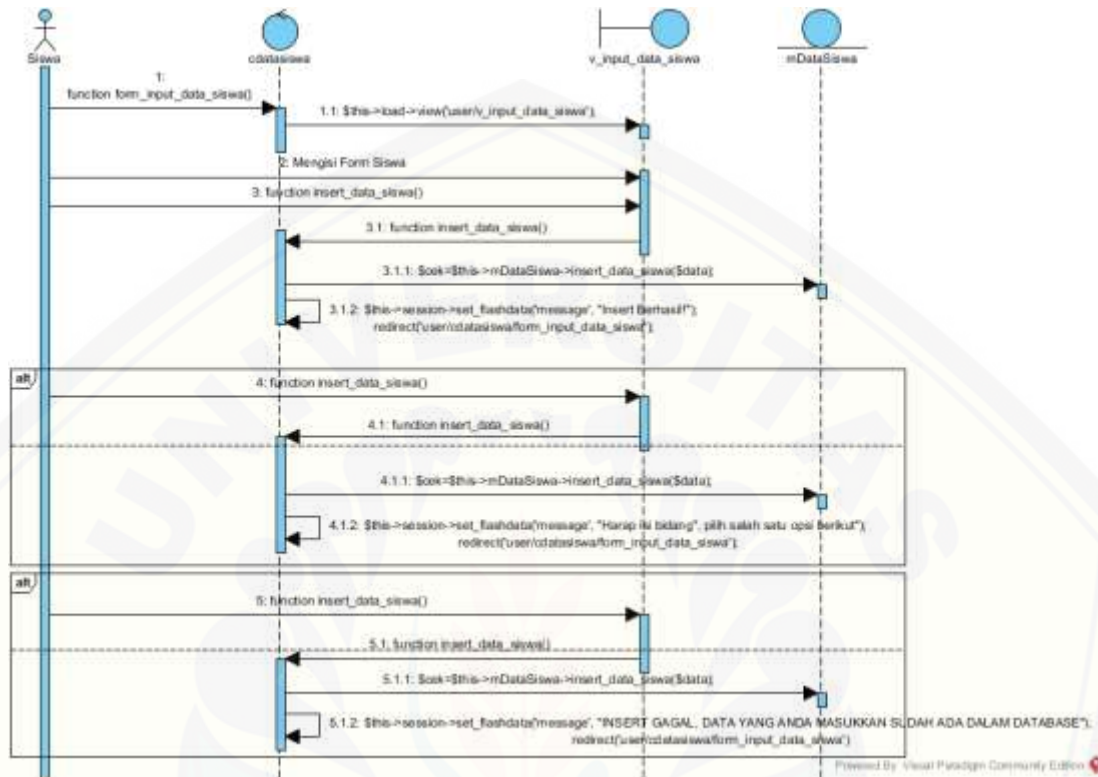 Siswa
cdatasiswa
v_input_data_siswa
mDataSiswa
1:
function form_input_data_siswa()
1.1: $this->load->view('user/v_input_data_siswa');
2: Mengisi Form Siswa
3: function insert_data_siswa()
3.1: function insert_data_siswa()
3.1.1: $cek=$this->mDataSiswa->insert_data_siswa($data);
3.1.2: $this->session->set_flashdata('message', "Insert Berhasil!");
redirect('user/cdatasiswa/form_input_data_siswa');
alt
4: function insert_data_siswa()
4.1: function insert_data_siswa()
4.1.1: $cek=$this->mDataSiswa->insert_data_siswa($data);
4.1.2: $this->session->set_flashdata('message', "Harap isi bidang", pilih salah satu opsi berikut");
redirect('user/cdatasiswa/form_input_data_siswa');
alt
5: function insert_data_siswa()
5.1: function insert_data_siswa()
5.1.1: $cek=$this->mDataSiswa->insert_data_siswa($data);
5.1.2: $this->session->set_flashdata('message', "INSERT GAGAL, DATA YANG ANDA MASUKKAN SUDAH ADA DALAM DATABASE");
redirect('user/cdatasiswa/form_input_data_siswa')
Powered By Visual Paradigm Community Edition
UNIVERSITAS